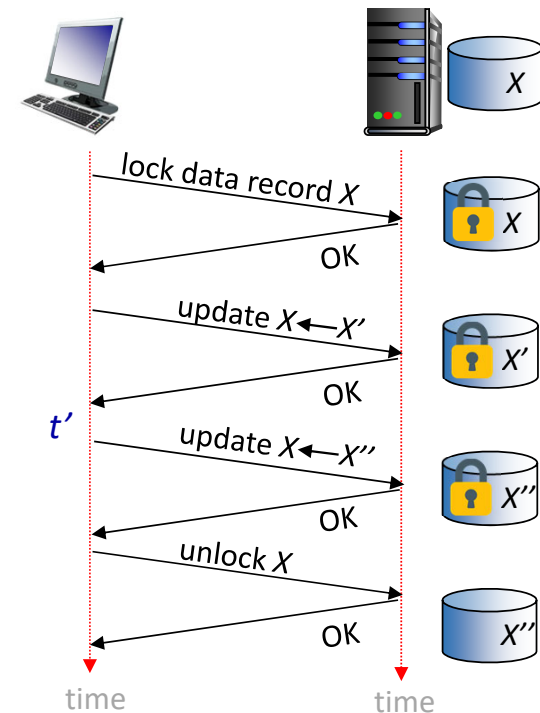 X
lock data record X
X
OK
update X←X'
X'
OK
t'
update X←X''
X''
OK
unlock X
X''
OK
time
time